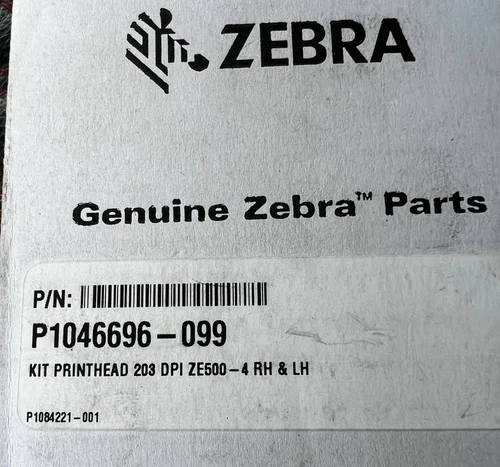 ZEBRA
Genuine Zebra™ Parts
P/N:
P1046696-099
KIT PRINTHEAD 203 DPI ZE500-4 RH & LH
P1084221-001